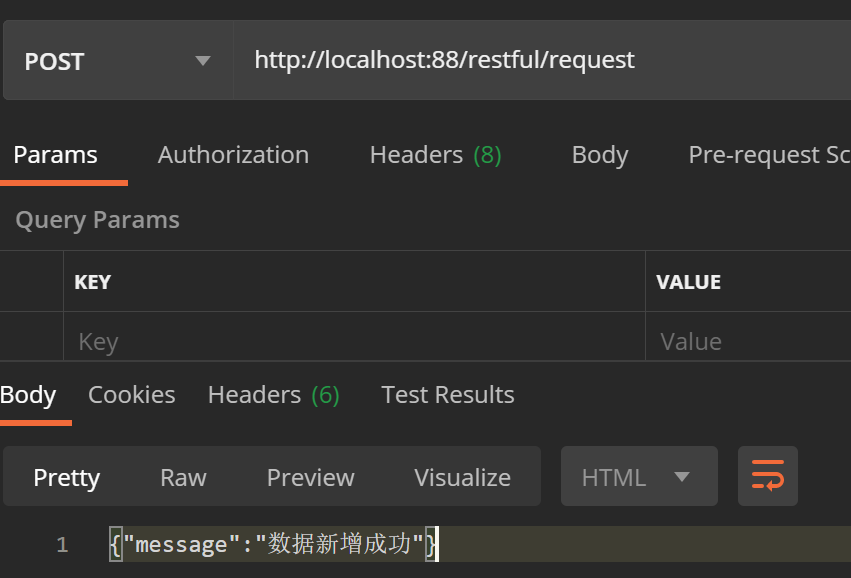 POST http://localhost:88/restful/request
Params Authorization Headers (8) Body Pre-request Sc
Query Params
KEY VALUE
Key Value
Body Cookies Headers (6) Test Results
Pretty Raw Preview Visualize HTML
1 {"message":"数据新增成功"}